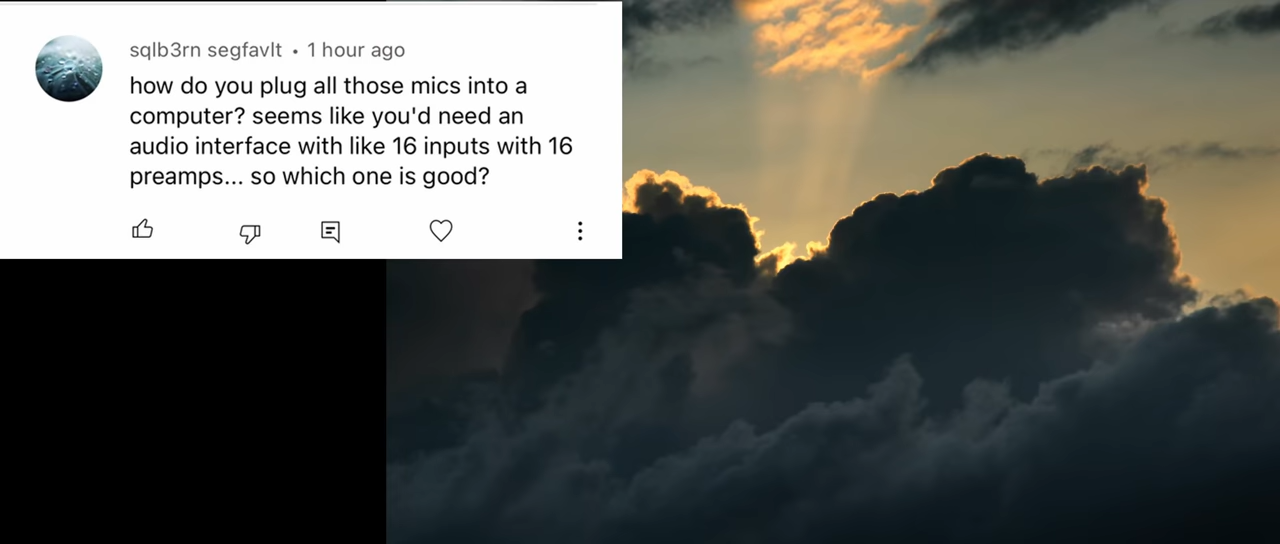 sqlb3rn segfavlt • 1 hour ago
how do you plug all those mics into a
computer? seems like you'd need an
audio interface with like 16 inputs with 16
preamps... so which one is good?